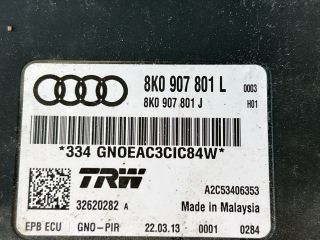 8K0 907 801 L 0003
8K0 907 801 J H01
*334 GNOEAC3CIC84W*
TRW A2C53406353
32620282 A Made in Malaysia
EPB ECU GNO-PIR 22.03.13 0001 0284